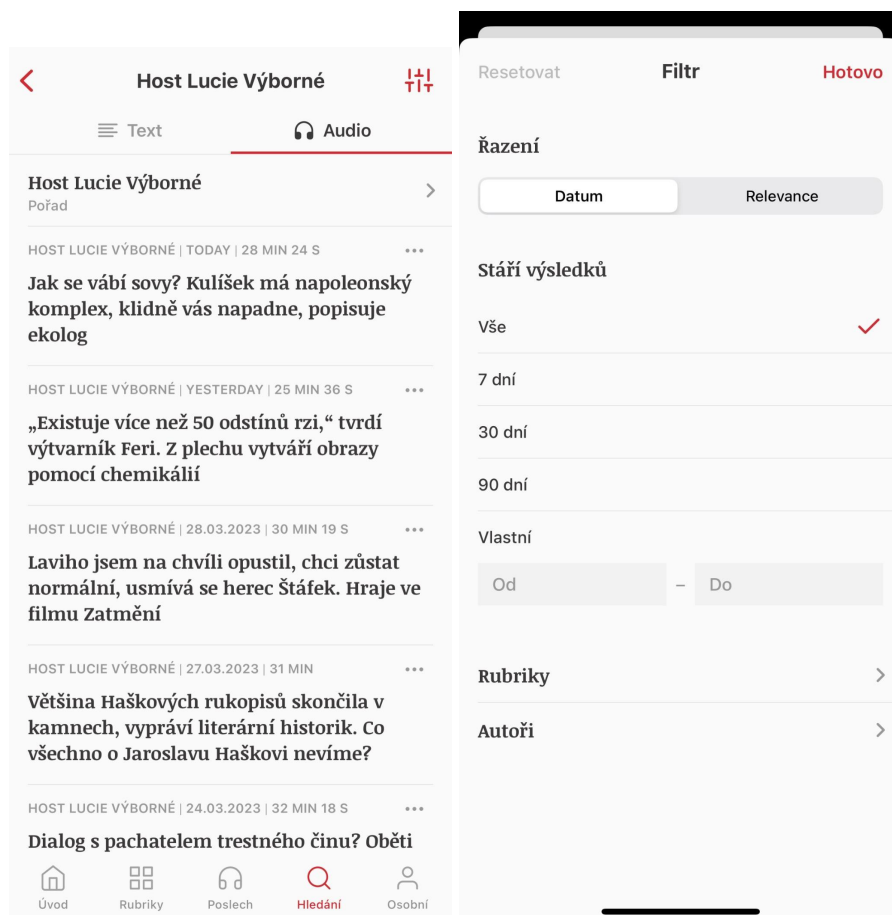 Host Lucie Výborné
Text
Audio
Host Lucie Výborné
Pořad
HOST LUCIE VÝBORNÉ | TODAY | 28 MIN 24 S
Jak se vábí sovy? Kulíšek má napoleonský
komplex, klidně vás napadne, popisuje
ekolog
HOST LUCIE VÝBORNÉ | YESTERDAY | 25 MIN 36 S
„Existuje více než 50 odstínů rzi,“ tvrdí
výtvarník Feri. Z plechu vytváří obrazy
pomocí chemikálií
HOST LUCIE VÝBORNÉ | 28.03.2023 | 30 MIN 19 S
Laviho jsem na chvíli opustil, chci zůstat
normální, usmívá se herec Štáfek. Hraje ve
filmu Zatmění
HOST LUCIE VÝBORNÉ | 27.03.2023 | 31 MIN
Většina Haškových rukopisů skončila v
kamnech, vypráví literární historik. Co
všechno o Jaroslavu Haškovi nevíme?
HOST LUCIE VÝBORNÉ | 24.03.2023 | 32 MIN 18 S
Dialog s pachatelem trestného činu? Oběti
Úvod
Rubriky
Poslech
Hledání
Osobní
Resetovat
Filtr
Hotovo
Řazení
Datum
Relevance
Stáří výsledků
Vše
7 dní
30 dní
90 dní
Vlastní
Od – Do
Rubriky
Autoři